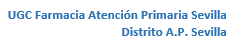 UGC Farmacia Atención Primaria Sevilla
Distrito A.P. Sevilla